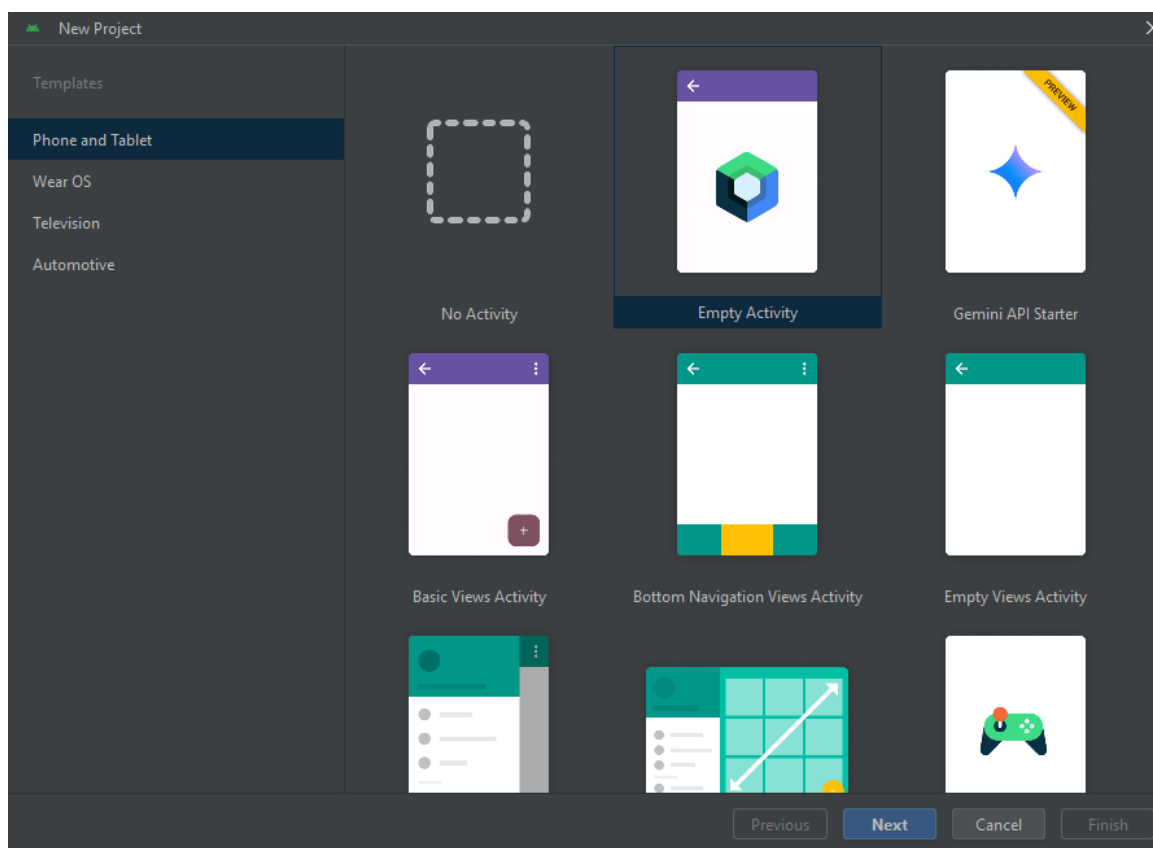 New Project
Templates
Phone and Tablet
Wear OS
Television
Automotive
PREVIEW
No Activity
Empty Activity
Gemini API Starter
Basic Views Activity
Bottom Navigation Views Activity
Empty Views Activity
Previous
Next
Cancel
Finish